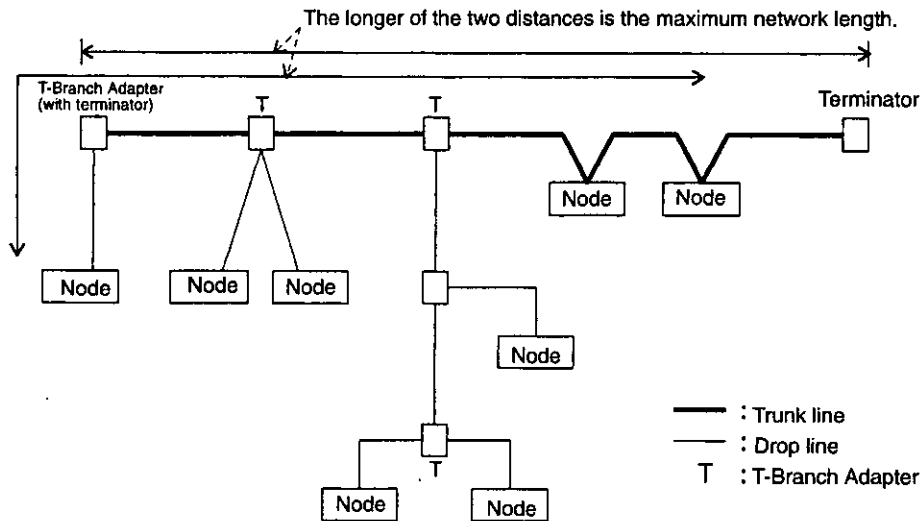 The longer of the two distances is the maximum network length.
T-Branch Adapter
(with terminator)
T
T
Terminator
Node
Node
Node
Node
Node
Node
Node
Node
T
: Trunk line
: Drop line
T : T-Branch Adapter